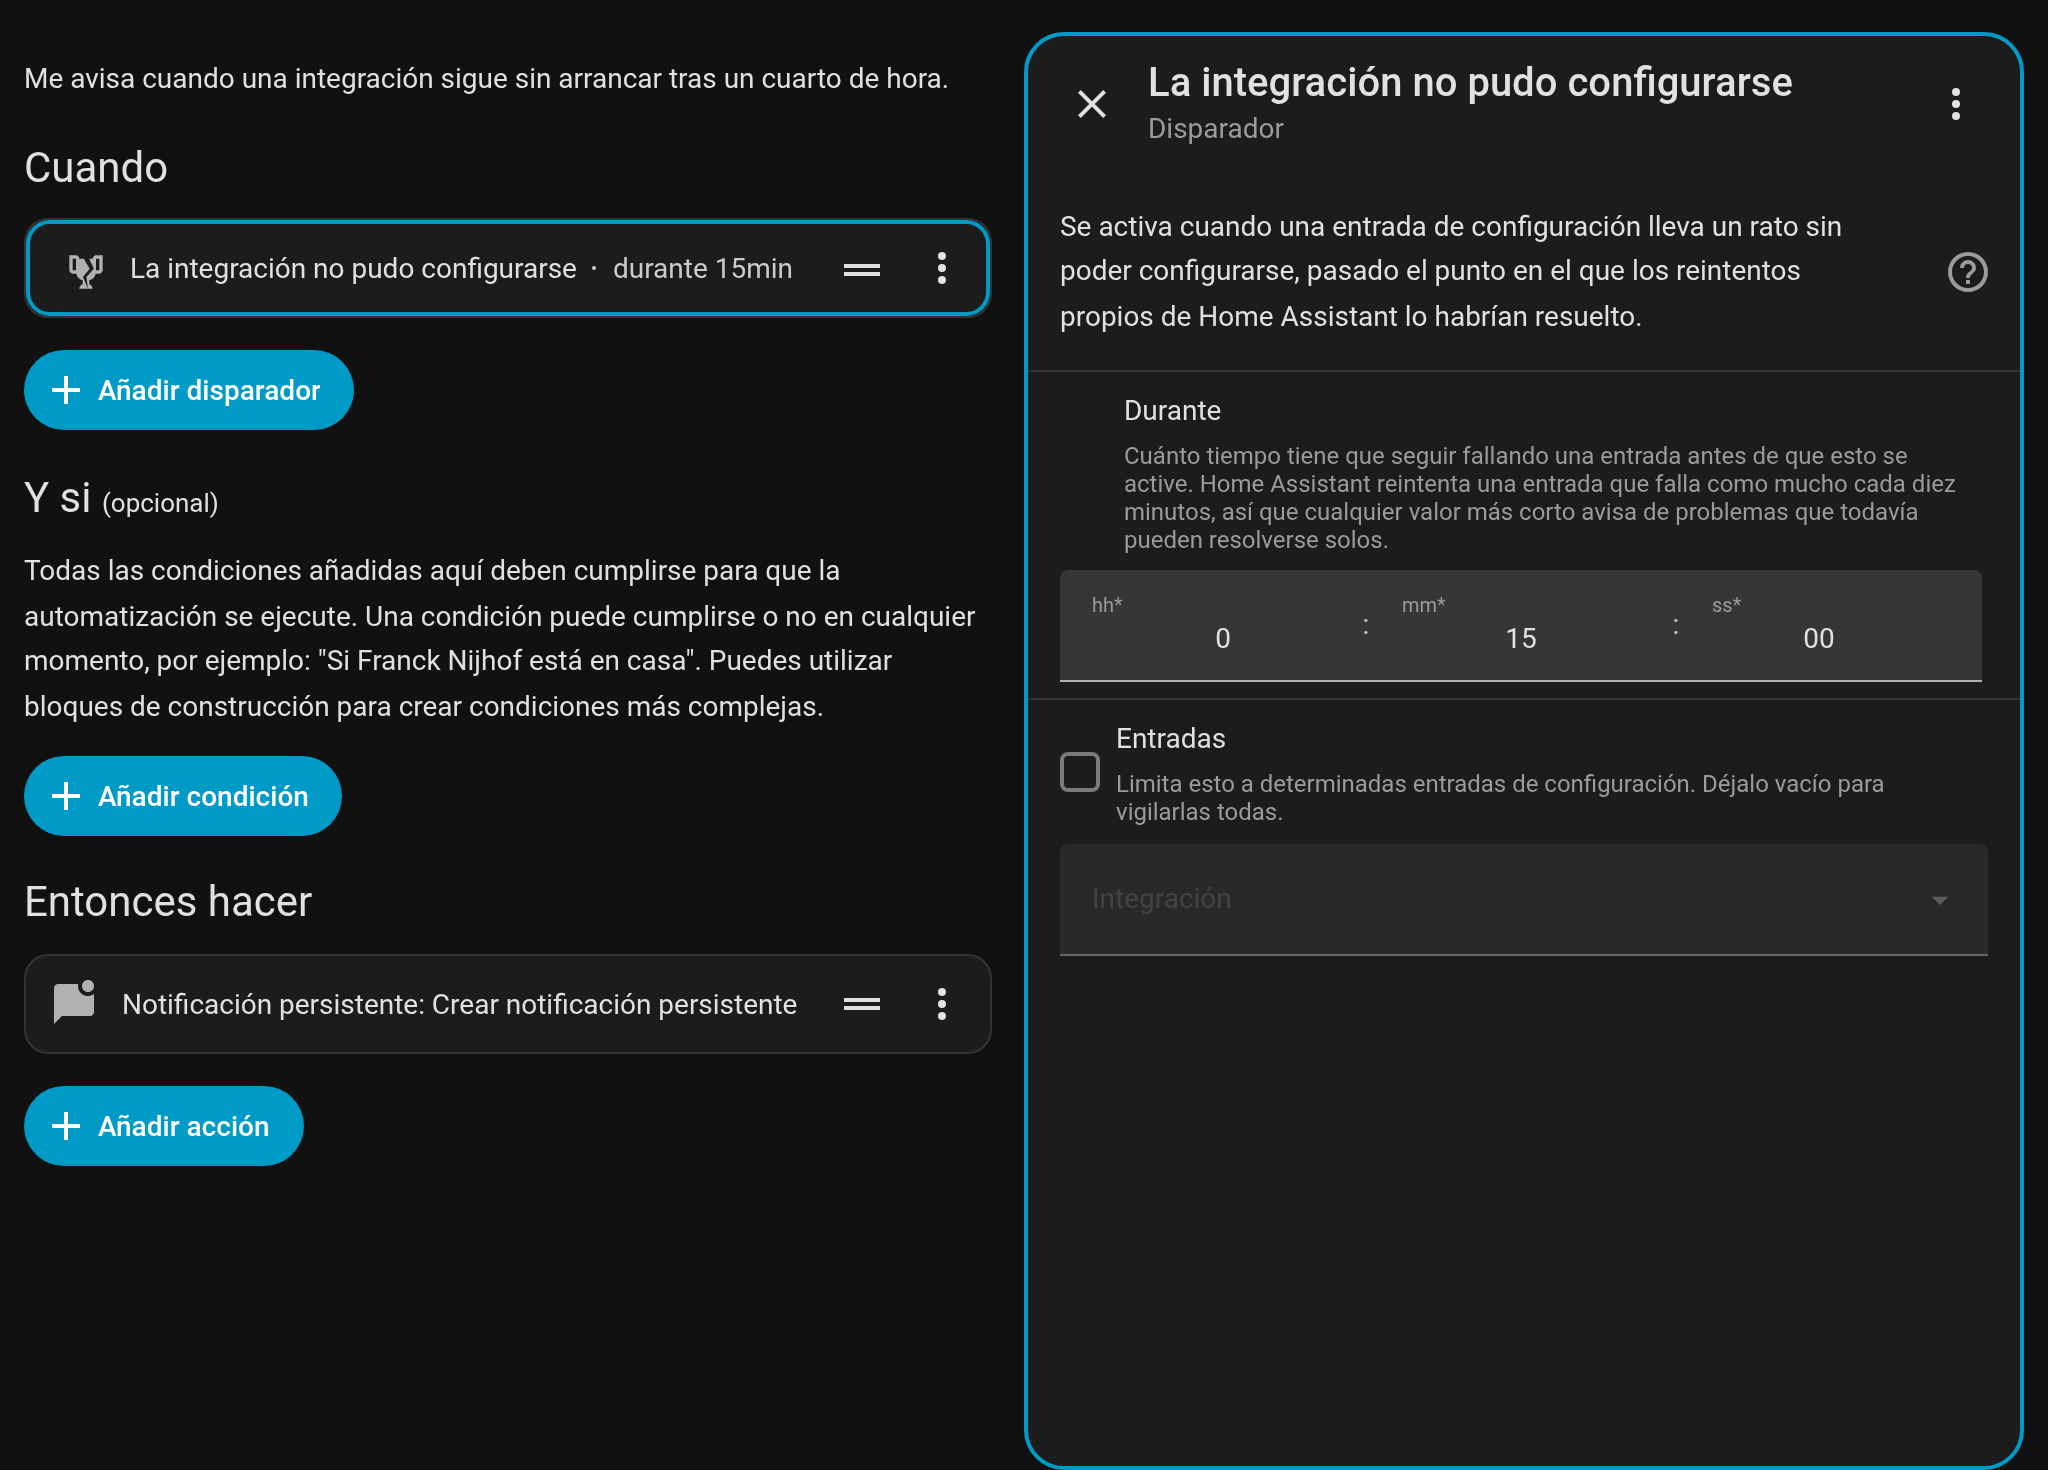 Me avisa cuando una integración sigue sin arrancar tras un cuarto de hora.
Cuando
La integración no pudo configurarse · durante 15min
Añadir disparador
Y si (opcional)
Todas las condiciones añadidas aquí deben cumplirse para que la
automatización se ejecute. Una condición puede cumplirse o no en cualquier
momento, por ejemplo: "Si Franck Nijhof está en casa". Puedes utilizar
bloques de construcción para crear condiciones más complejas.
Añadir condición
Entonces hacer
Notificación persistente: Crear notificación persistente
Añadir acción
La integración no pudo configurarse
Disparador
Se activa cuando una entrada de configuración lleva un rato sin
poder configurarse, pasado el punto en el que los reintentos
propios de Home Assistant lo habrían resuelto.
Durante
Cuánto tiempo tiene que seguir fallando una entrada antes de que esto se
active. Home Assistant reintenta una entrada que falla como mucho cada diez
minutos, así que cualquier valor más corto avisa de problemas que todavía
pueden resolverse solos.
hh* mm* ss*
0 : 15 : 00
Entradas
Limita esto a determinadas entradas de configuración. Déjalo vacío para
vigilarlas todas.
Integración